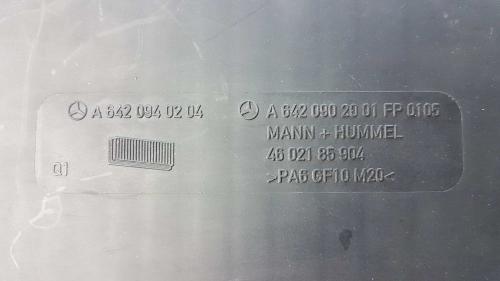 A 642 094 02 04
Q1
A 642 090 29 01 FP 0105
MANN + HUMMEL
46 021 85 904
>PA6 GF10 M20<